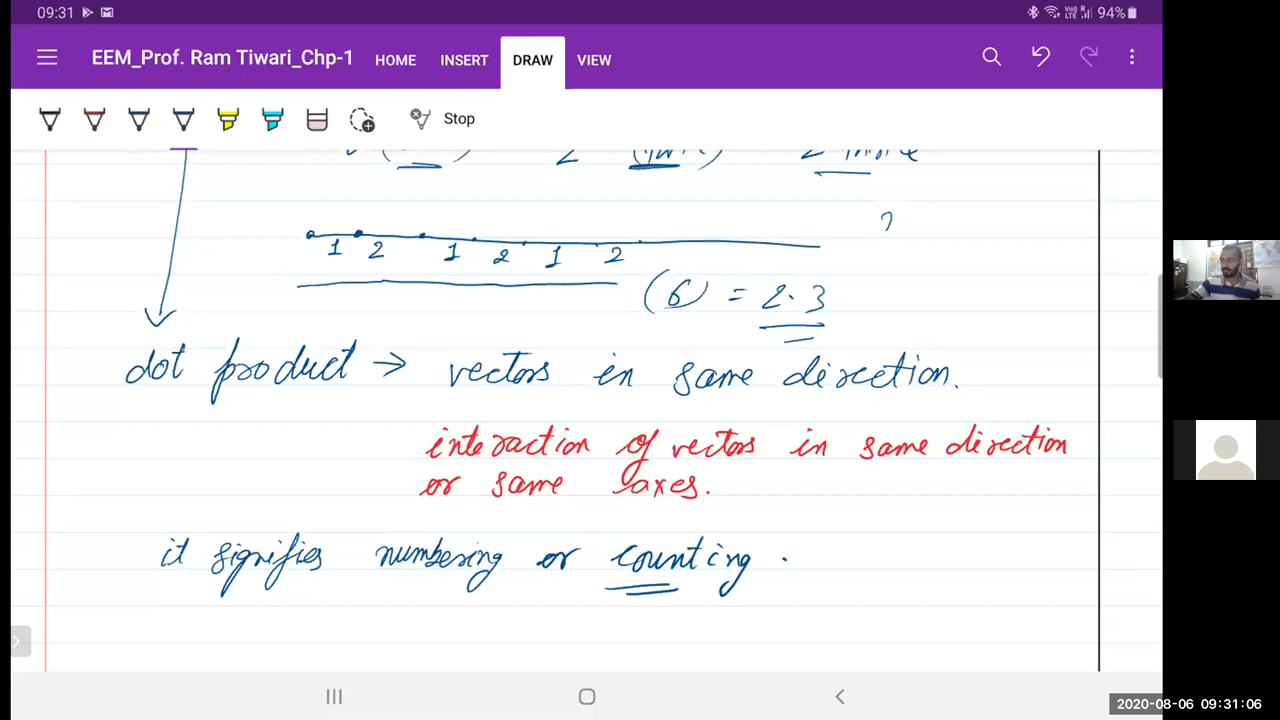 09:31 94%
EEM_Prof. Ram Tiwari_Chp-1 HOME INSERT DRAW VIEW
Stop
?
1 2 1 2 1 2
(6) = 2.3
dot product → vectors in same direction.
interaction of vectors in same direction
or same axes.
it signifies numbering or counting .
2020-08-06 09:31:06